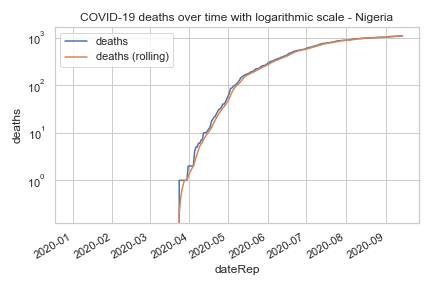 COVID-19 deaths over time with logarithmic scale - Nigeria
deaths
deaths (rolling)
10³
10²
10¹
10⁰
deaths
2020-01
2020-02
2020-03
2020-04
2020-05
2020-06
2020-07
2020-08
2020-09
dateRep